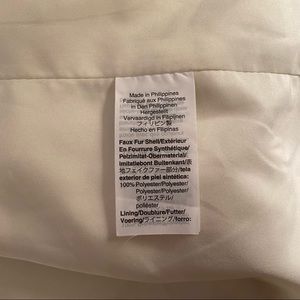 Made in Philippines
Fabriqué aux Philippines
in Den Philippinen
Hergestellt
Vervaardigd in Filipijnen
フィリピン製
Hecho en Filipinas
Faux Fur Shell/Extérieur
En Fourrure Synthétique/
Pelzimitat-Obermaterial/
Imitatiebont Buitenkant/表
地フェイクファー部分/tela
exterior de piel sintética:
100% Polyester/Polyester/
Polyester/Polyester/
ポリエステル/
poliéster
Lining/Doublure/Futter/
Voering/ライニング/forro: